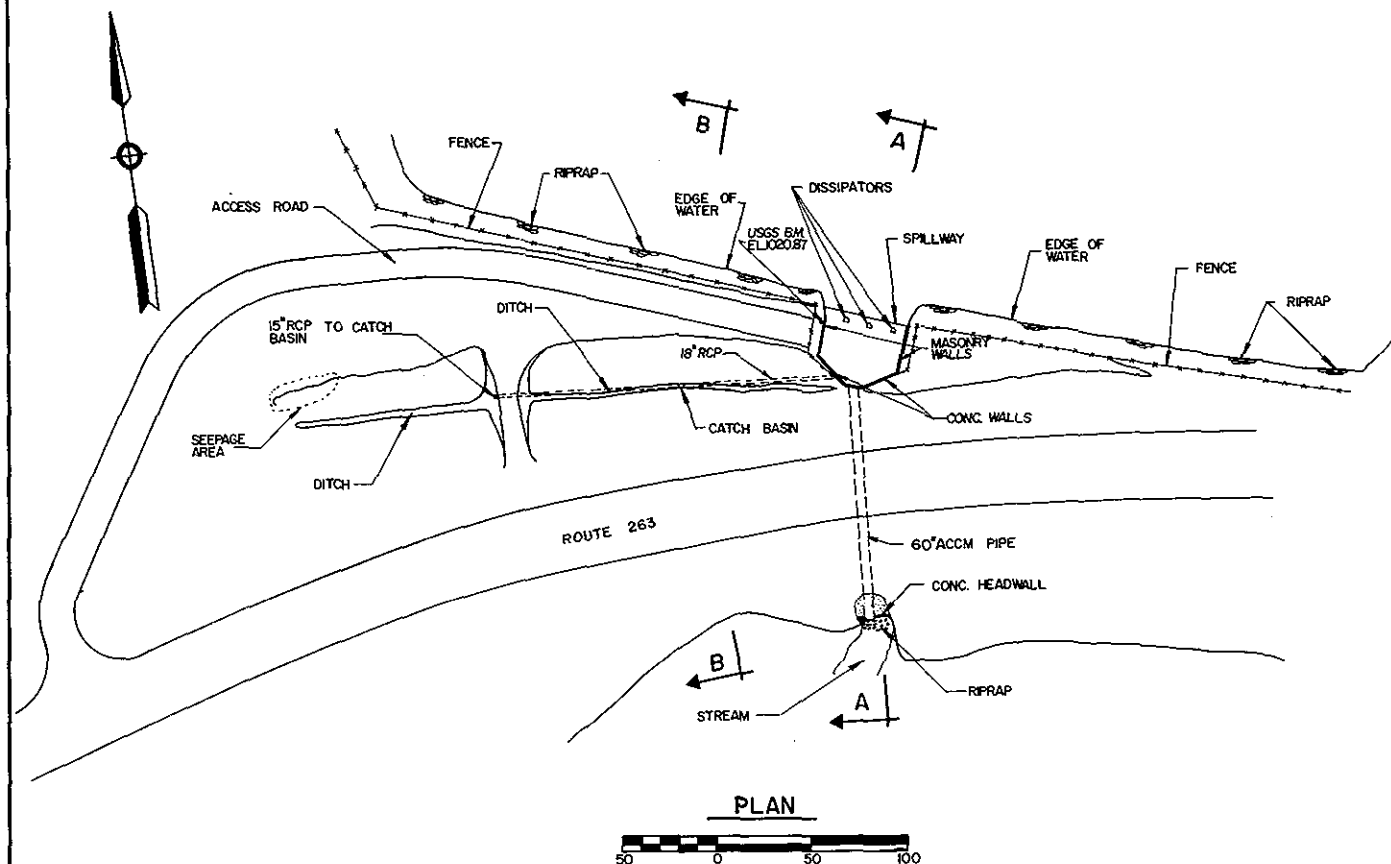 B
A
FENCE
RIPRAP
DISSIPATORS
ACCESS ROAD
EDGE OF
WATER
USGS B.M.
EL.1020.87
SPILLWAY
EDGE OF
WATER
FENCE
RIPRAP
15" RCP TO CATCH
BASIN
DITCH
18" RCP
MASONRY
WALLS
SEEPAGE
AREA
DITCH
CATCH BASIN
CONC. WALLS
ROUTE 263
60" ACCM PIPE
CONC. HEADWALL
B
A
RIPRAP
STREAM
PLAN
50 0 50 100